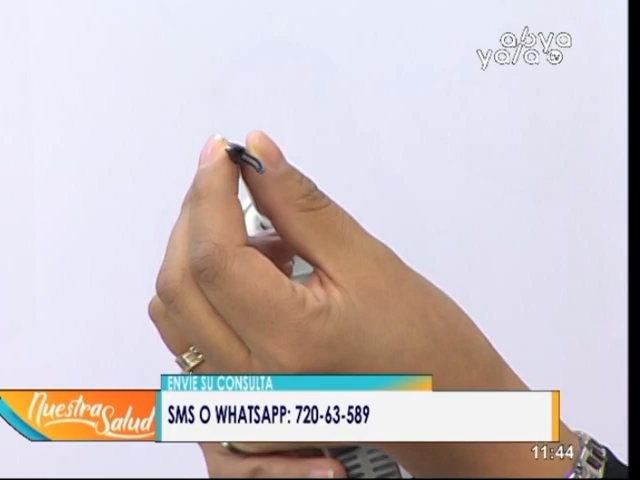 abya
yala tv
ENVÍE SU CONSULTA
Nuestra Salud
SMS O WHATSAPP: 720-63-589
11:44